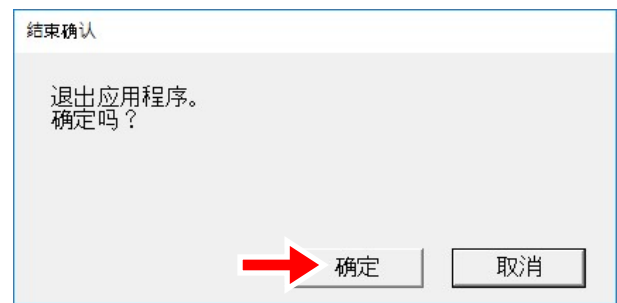 结束确认
退出应用程序。
确定吗？
确定
取消